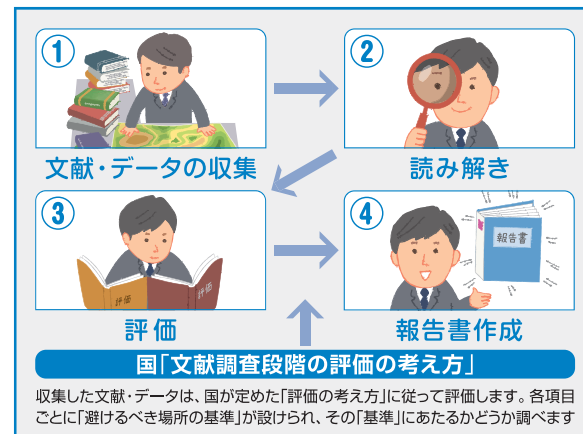 ①
文献・データの収集
②
読み解き
③
評価
評価
評価
④
報告書
報告書作成
国「文献調査段階の評価の考え方」
収集した文献・データは、国が定めた「評価の考え方」に従って評価します。各項目
ごとに「避けるべき場所の基準」が設けられ、その「基準」にあたるかどうか調べます